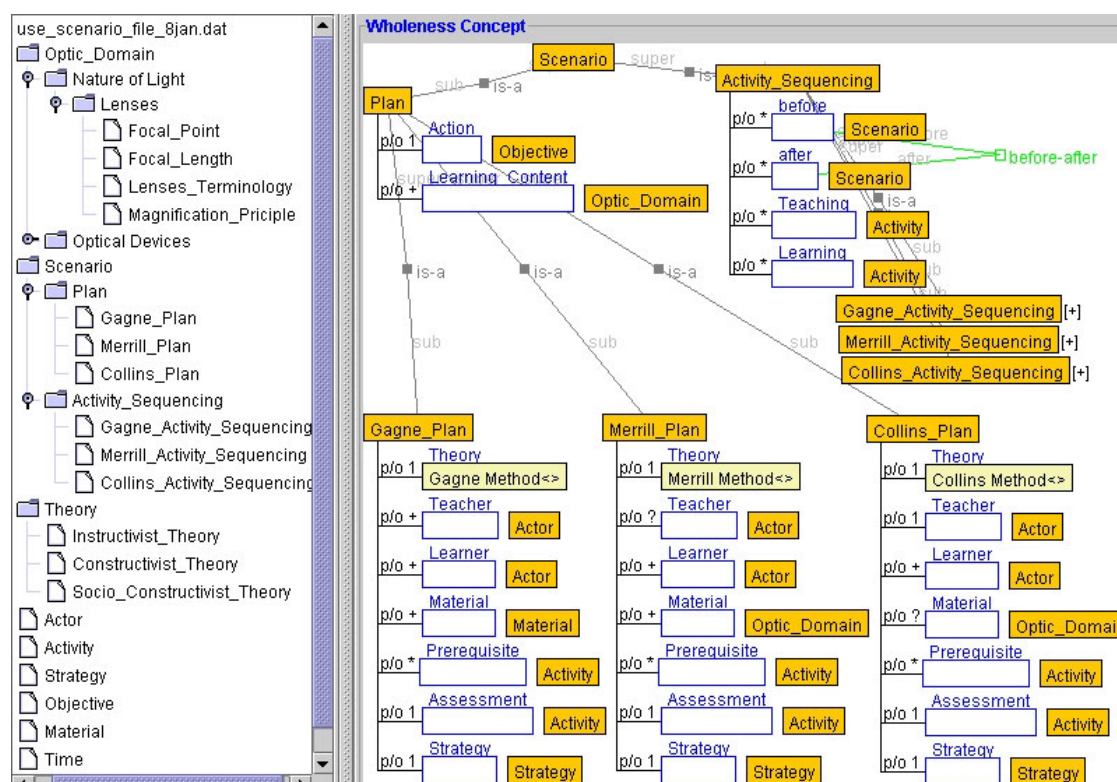 use_scenario_file_8jan.dat
Optic_Domain
Nature of Light
Lenses
Focal_Point
Focal_Length
Lenses_Terminology
Magnification_Priciple
Optical Devices
Scenario
Plan
Gagne_Plan
Merrill_Plan
Collins_Plan
Activity_Sequencing
Gagne_Activity_Sequencing
Merrill_Activity_Sequencing
Collins_Activity_Sequencing
Theory
Instructivist_Theory
Constructivist_Theory
Socio_Constructivist_Theory
Actor
Activity
Strategy
Objective
Material
Time
Wholeness Concept
Scenario
super
sub is-a
is-
Activity_Sequencing
Plan
p/o 1 Action
Objective
p/o + Learning Content
Optic_Domain
p/o * before
Scenario
super
p/o * after
after
Scenario
before-after
is-a
p/o * Teaching
Activity
sub
p/o * Learning
Activity
sub
Gagne_Activity_Sequencing [+]
Merrill_Activity_Sequencing [+]
Collins_Activity_Sequencing [+]
is-a is-a is-a
sub sub sub
Gagne_Plan
p/o 1 Theory
Gagne Method<>
p/o + Teacher
Actor
p/o + Learner
Actor
p/o + Material
Material
p/o * Prerequisite
Activity
p/o 1 Assessment
Activity
p/o 1 Strategy
Strategy
Merrill_Plan
p/o 1 Theory
Merrill Method<>
p/o ? Teacher
Actor
p/o + Learner
Actor
p/o + Material
Optic_Domain
p/o * Prerequisite
Activity
p/o 1 Assessment
Activity
p/o 1 Strategy
Strategy
Collins_Plan
p/o 1 Theory
Collins Method<>
p/o 1 Teacher
Actor
p/o + Learner
Actor
p/o ? Material
Optic_Domai
p/o * Prerequisite
Activity
p/o 1 Assessment
Activity
p/o 1 Strategy
Strategy